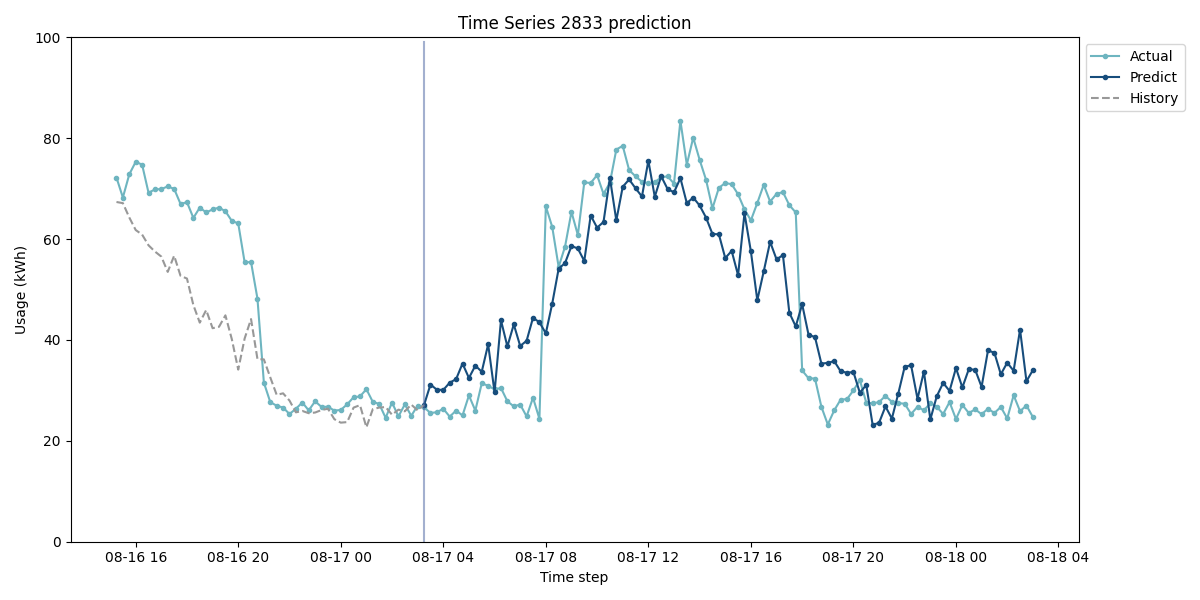 Time Series 2833 prediction
Actual
Predict
History
Usage (kWh)
100
80
60
40
20
0
08-16 16
08-16 20
08-17 00
08-17 04
08-17 08
08-17 12
08-17 16
08-17 20
08-18 00
08-18 04
Time step